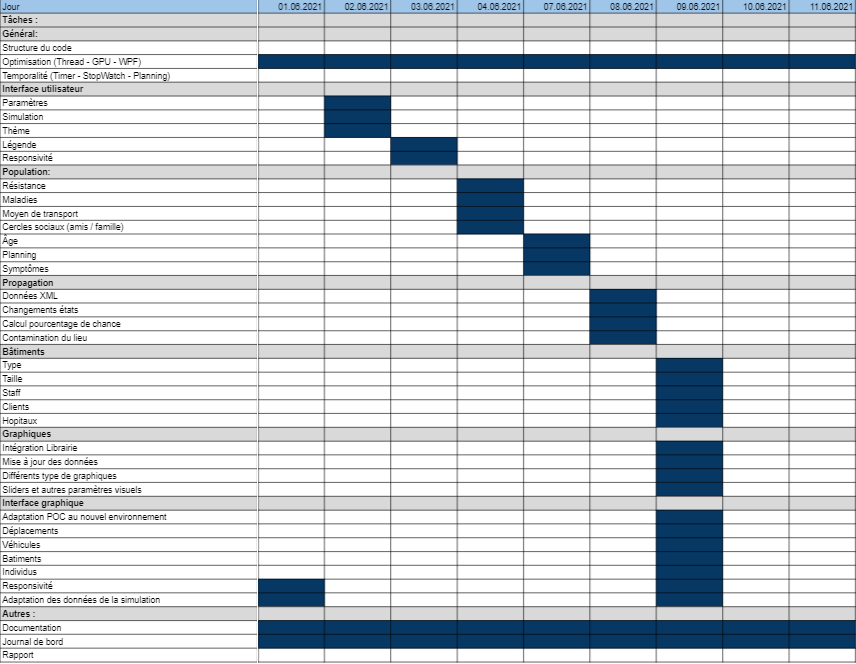 Jour 01.06.2021 02.06.2021 03.06.2021 04.06.2021 07.06.2021 08.06.2021 09.06.2021 10.06.2021 11.06.2021
Tâches :
Général:
Structure du code
Optimisation (Thread - GPU - WPF)
Temporalité (Timer - StopWatch - Planning)
Interface utilisateur
Paramètres
Simulation
Thême
Légende
Responsivité
Population:
Résistance
Maladies
Moyen de transport
Cercles sociaux (amis / famille)
Âge
Planning
Symptômes
Propagation
Données XML
Changements états
Calcul pourcentage de chance
Contamination du lieu
Bâtiments
Type
Taille
Staff
Clients
Hopitaux
Graphiques
Intégration Librairie
Mise à jour des données
Différents type de graphiques
Sliders et autres paramètres visuels
Interface graphique
Adaptation POC au nouvel environnement
Déplacements
Véhicules
Batiments
Individus
Responsivité
Adaptation des données de la simulation
Autres :
Documentation
Journal de bord
Rapport